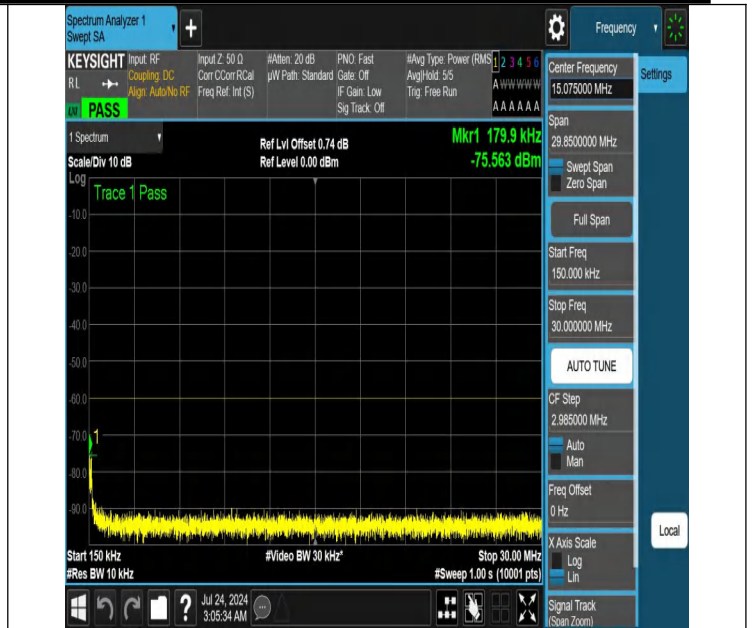 Spectrum Analyzer 1
Swept SA
+
Frequency
KEYSIGHT
RL
PASS
Input: RF
Coupling: DC
Align: Auto/No RF
Input Z: 50 Ω
Corr CCorr RCal
Freq Ref: Int (S)
#Atten: 20 dB
µW Path: Standard
PNO: Fast
Gate: Off
IF Gain: Low
Sig Track: Off
#Avg Type: Power (RMS
Avg|Hold: 5/5
Trig: Free Run
1 2 3 4 5 6
A W W W W W
A A A A A A
1 Spectrum
Scale/Div 10 dB
Ref Lvl Offset 0.74 dB
Ref Level 0.00 dBm
Mkr1 179.9 kHz
-75.563 dBm
Log
Trace 1 Pass
-10.0
-20.0
-30.0
-40.0
-50.0
-60.0
-70.0
1
-80.0
-90.0
Start 150 kHz
#Video BW 30 kHz*
Stop 30.00 MHz
#Res BW 10 kHz
#Sweep 1.00 s (10001 pts)
?
Jul 24, 2024
3:05:34 AM
Center Frequency
15.075000 MHz
Settings
Span
29.8500000 MHz
Swept Span
Zero Span
Full Span
Start Freq
150.000 kHz
Stop Freq
30.000000 MHz
AUTO TUNE
CF Step
2.985000 MHz
Auto
Man
Freq Offset
0 Hz
Local
X Axis Scale
Log
Lin
Signal Track
(Span Zoom)